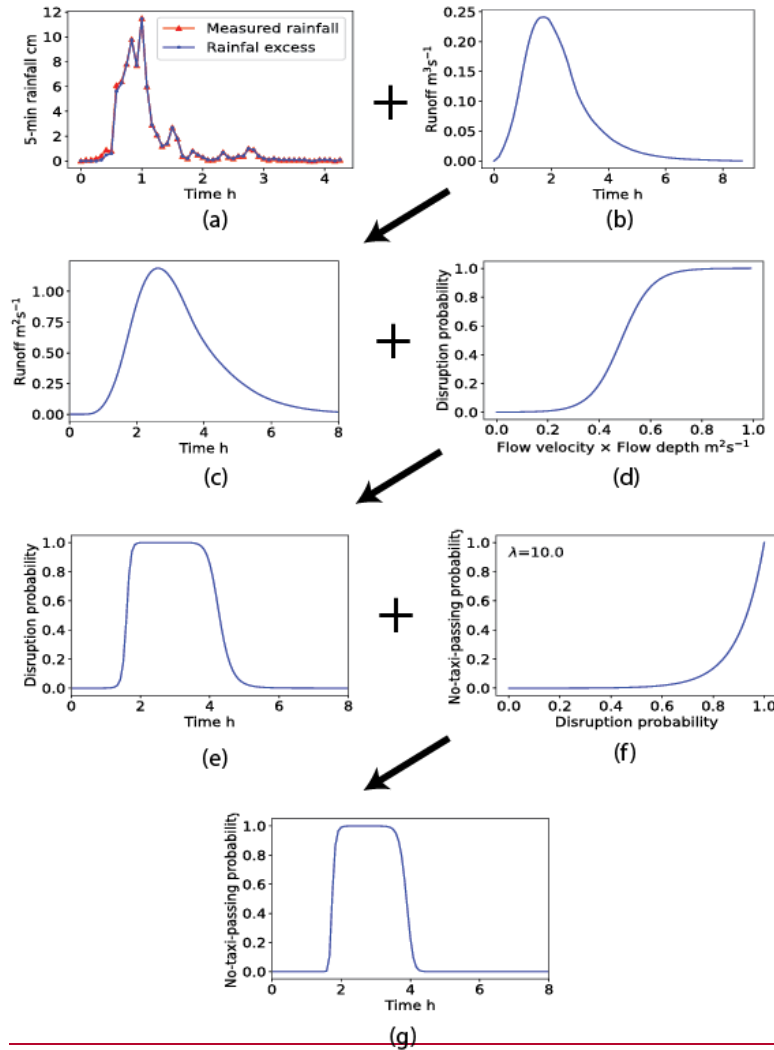 12
10
8
6
4
2
0
5-min rainfall cm
Measured rainfall
Rainfal excess
0 1 2 3 4
Time h
(a)
+
0.25
0.20
0.15
0.10
0.05
0.00
Runoff m³s⁻¹
0 2 4 6 8
Time h
(b)
1.00
0.75
0.50
0.25
0.00
Runoff m²s⁻¹
0 2 4 6 8
Time h
(c)
+
1.0
0.8
0.6
0.4
0.2
0.0
Disruption probability
0.0 0.2 0.4 0.6 0.8 1.0
Flow velocity × Flow depth m²s⁻¹
(d)
1.0
0.8
0.6
0.4
0.2
0.0
Disruption probability
0 2 4 6 8
Time h
(e)
+
1.0
0.8
0.6
0.4
0.2
0.0
No-taxi-passing probability
λ=10.0
0.0 0.2 0.4 0.6 0.8 1.0
Disruption probability
(f)
1.0
0.8
0.6
0.4
0.2
0.0
No-taxi-passing probability
0 2 4 6 8
Time h
(g)